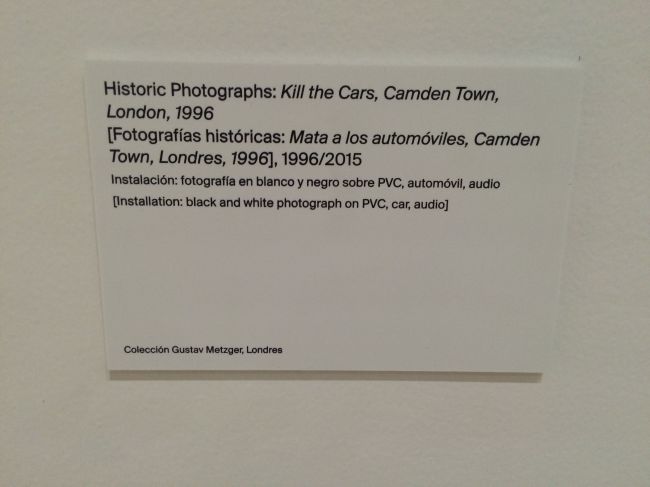 Historic Photographs: Kill the Cars, Camden Town,
London, 1996
[Fotografías históricas: Mata a los automóviles, Camden
Town, Londres, 1996], 1996/2015
Instalación: fotografía en blanco y negro sobre PVC, automóvil, audio
[Installation: black and white photograph on PVC, car, audio]
Colección Gustav Metzger, Londres